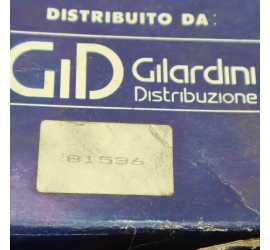 DISTRIBUITO DA:
GID Gilardini
Distribuzione
81536